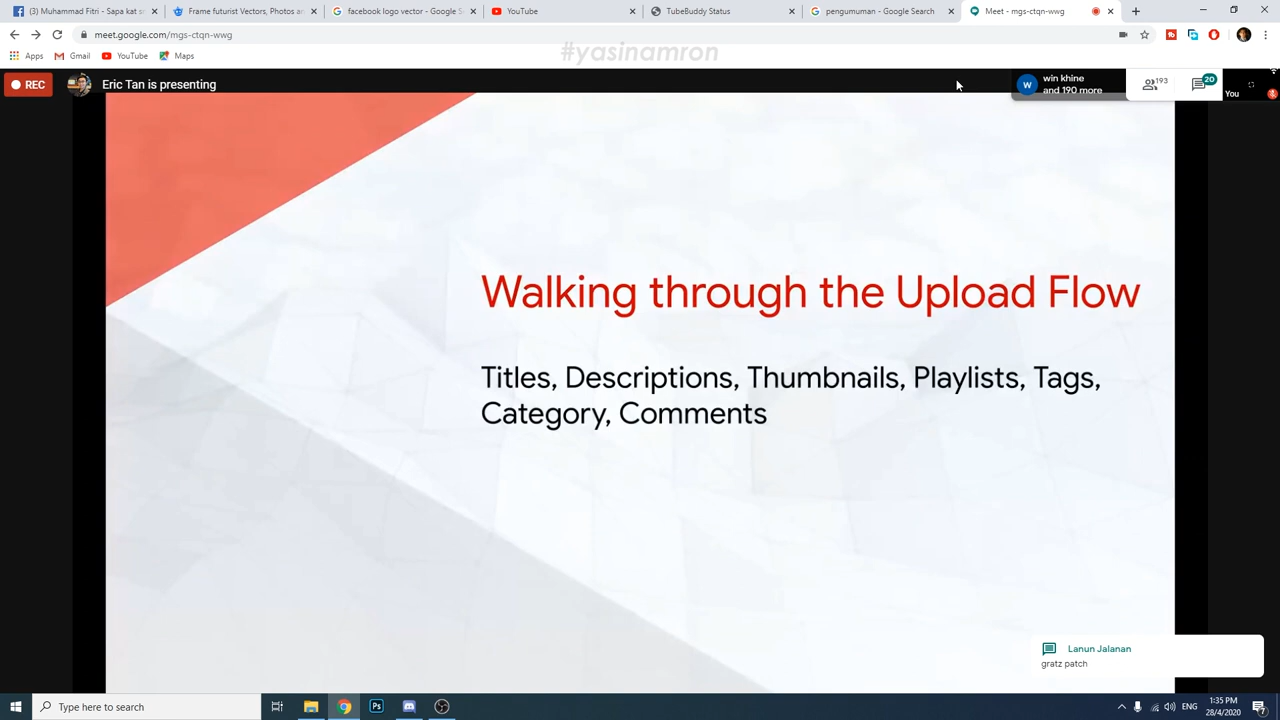 (3) Muhammad Fitri - Sapa kat s
Frame futurist Vectors, Photos an
facebook logo vector - Google S
YouTube
TubeBuddy Status
pengumuman - Google Search
Meet - mgs-ctqn-wwg
meet.google.com/mgs-ctqn-wwg
#yasinamron
Apps
Gmail
YouTube
Maps
REC
Eric Tan is presenting
W
win khine
and 190 more
193
20
You
Walking through the Upload Flow
Titles, Descriptions, Thumbnails, Playlists, Tags,
Category, Comments
Lanun Jalanan
gratz patch
Type here to search
Ps
ENG
1:35 PM
28/4/2020